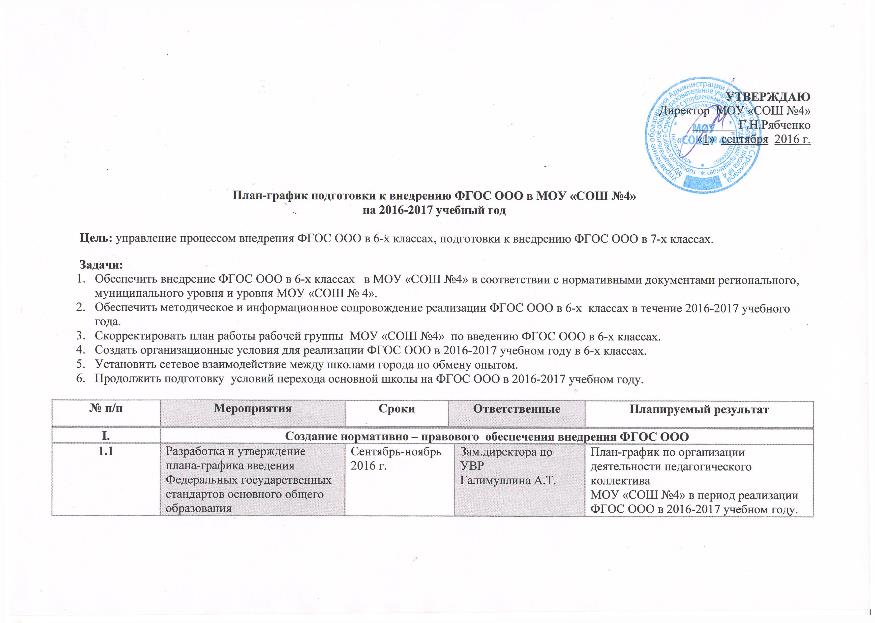 УТВЕРЖДАЮ
Директор МОУ «СОШ №4»
Г.Н.Рябченко
«1» сентября 2016 г.
МОУ
План-график подготовки к внедрению ФГОС ООО в МОУ «СОШ №4»
на 2016-2017 учебный год
Цель: управление процессом внедрения ФГОС ООО в 6-х классах, подготовки к внедрению ФГОС ООО в 7-х классах.
Задачи:
1. Обеспечить внедрение ФГОС ООО в 6-х классах в МОУ «СОШ №4» в соответствии с нормативными документами регионального,
муниципального уровня и уровня МОУ «СОШ № 4».
2. Обеспечить методическое и информационное сопровождение реализации ФГОС ООО в 6-х классах в течение 2016-2017 учебного
года.
3. Скорректировать план работы рабочей группы МОУ «СОШ №4» по введению ФГОС ООО в 6-х классах.
4. Создать организационные условия для реализации ФГОС ООО в 2016-2017 учебном году в 6-х классах.
5. Установить сетевое взаимодействие между школами города по обмену опытом.
6. Продолжить подготовку условий перехода основной школы на ФГОС ООО в 2016-2017 учебном году.
№ п/п Мероприятия Сроки Ответственные Планируемый результат
I. Создание нормативно – правового обеспечения внедрения ФГОС ООО
1.1 Разработка и утверждение Сентябрь-ноябрь Зам.директора по План-график по организации
плана-графика введения 2016 г. УВР деятельности педагогического
Федеральных государственных Галимуллина А.Т. коллектива
стандартов основного общего МОУ «СОШ №4» в период реализации
образования ФГОС ООО в 2016-2017 учебном году.